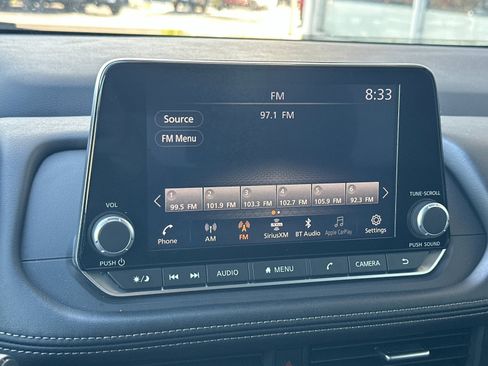 FM 8:33
Source 97.1 FM
FM Menu
1 2 3 4 5 6
99.5 FM 101.9 FM 103.3 FM 102.7 FM 105.9 FM 92.3 FM
VOL TUNE·SCROLL
Phone AM FM SiriusXM BT Audio Apple CarPlay Settings
PUSH PUSH SOUND
AUDIO MENU CAMERA